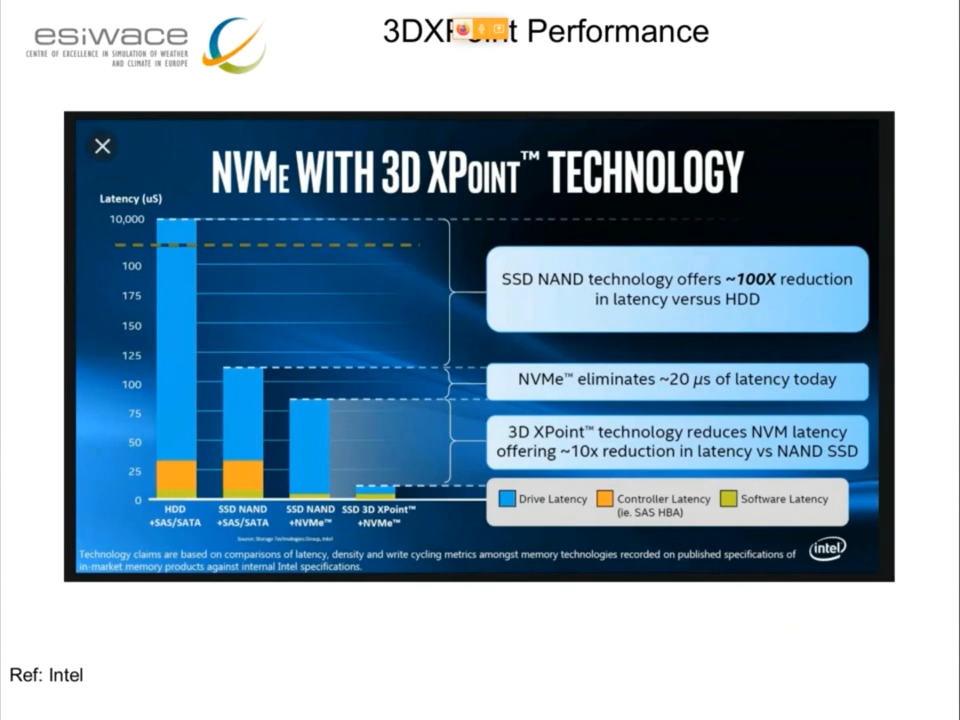 esiwace
CENTRE OF EXCELLENCE IN SIMULATION OF WEATHER
AND CLIMATE IN EUROPE
3DXPoint Performance
NVMe WITH 3D XPOINT™ TECHNOLOGY
Latency (uS)
10,000
100
175
150
125
100
75
50
25
0
SSD NAND technology offers ~100X reduction
in latency versus HDD
NVMe™ eliminates ~20 µs of latency today
3D XPoint™ technology reduces NVM latency
offering ~10x reduction in latency vs NAND SSD
Drive Latency
Controller Latency
(ie. SAS HBA)
Software Latency
HDD
+SAS/SATA
SSD NAND
+SAS/SATA
SSD NAND
+NVMe™
SSD 3D XPoint™
+NVMe™
Source: Storage Technologies Group, Intel
Technology claims are based on comparisons of latency, density and write cycling metrics amongst memory technologies recorded on published specifications of
in-market memory products against internal Intel specifications.
intel
Ref: Intel